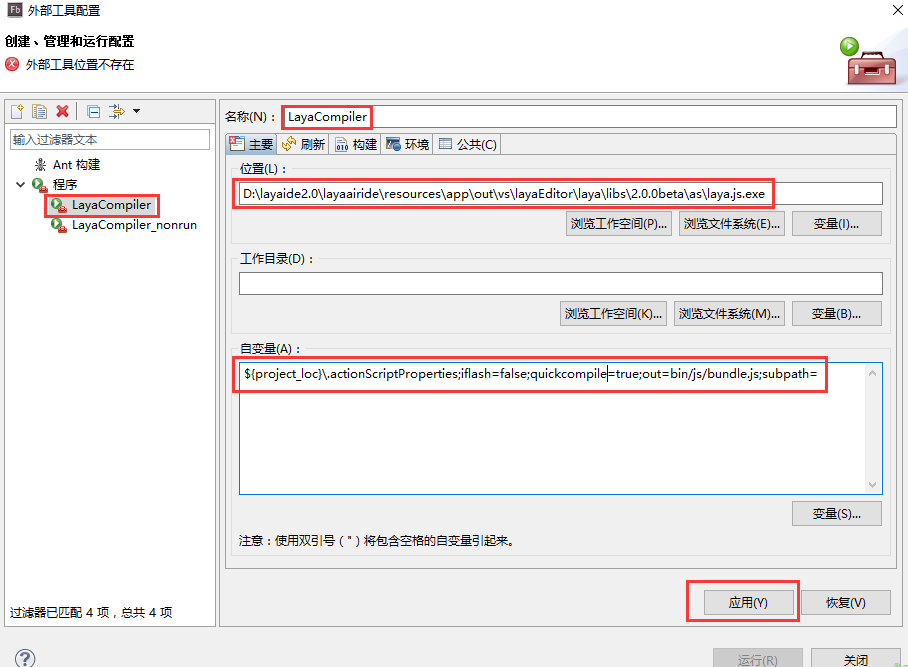 Fb 外部工具配置
创建、管理和运行配置
外部工具位置不存在
输入过滤器文本
Ant 构建
程序
LayaCompiler
LayaCompiler_nonrun
过滤器已匹配 4 项，总共 4 项
名称(N)：
LayaCompiler
主要 刷新 构建 环境 公共(C)
位置(L)：
D:\layaide2.0\layaairide\resources\app\out\vs\layaEditor\laya\libs\2.0.0beta\as\laya.js.exe
浏览工作空间(P)... 浏览文件系统(E)... 变量(I)...
工作目录(D)：
浏览工作空间(K)... 浏览文件系统(M)... 变量(B)...
自变量(A)：
${project_loc}\.actionScriptProperties;iflash=false;quickcompile=true;out=bin/js/bundle.js;subpath=
变量(S)...
注意：使用双引号 ( " ) 将包含空格的自变量引起来。
应用(Y) 恢复(V)
运行(R) 关闭